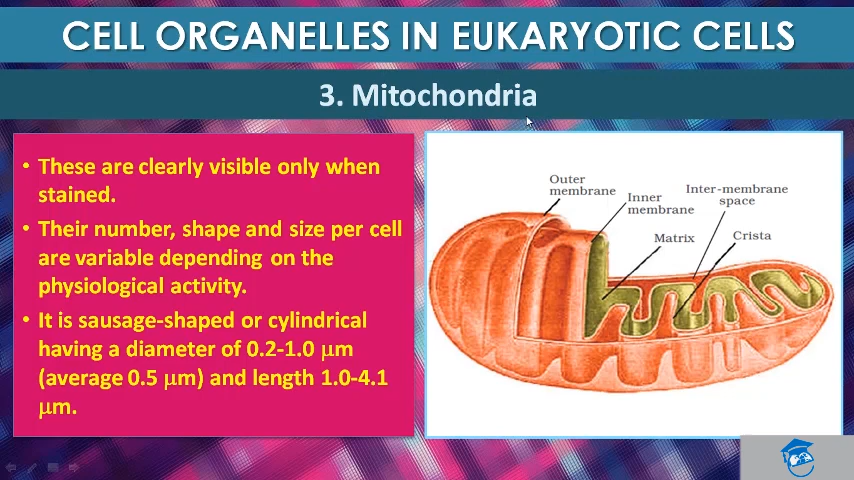 CELL ORGANELLES IN EUKARYOTIC CELLS
3. Mitochondria
• These are clearly visible only when
stained.
• Their number, shape and size per cell
are variable depending on the
physiological activity.
• It is sausage-shaped or cylindrical
having a diameter of 0.2-1.0 μm
(average 0.5 μm) and length 1.0-4.1
μm.
Outer
membrane
Inner
membrane
Inter-membrane
space
Matrix
Crista